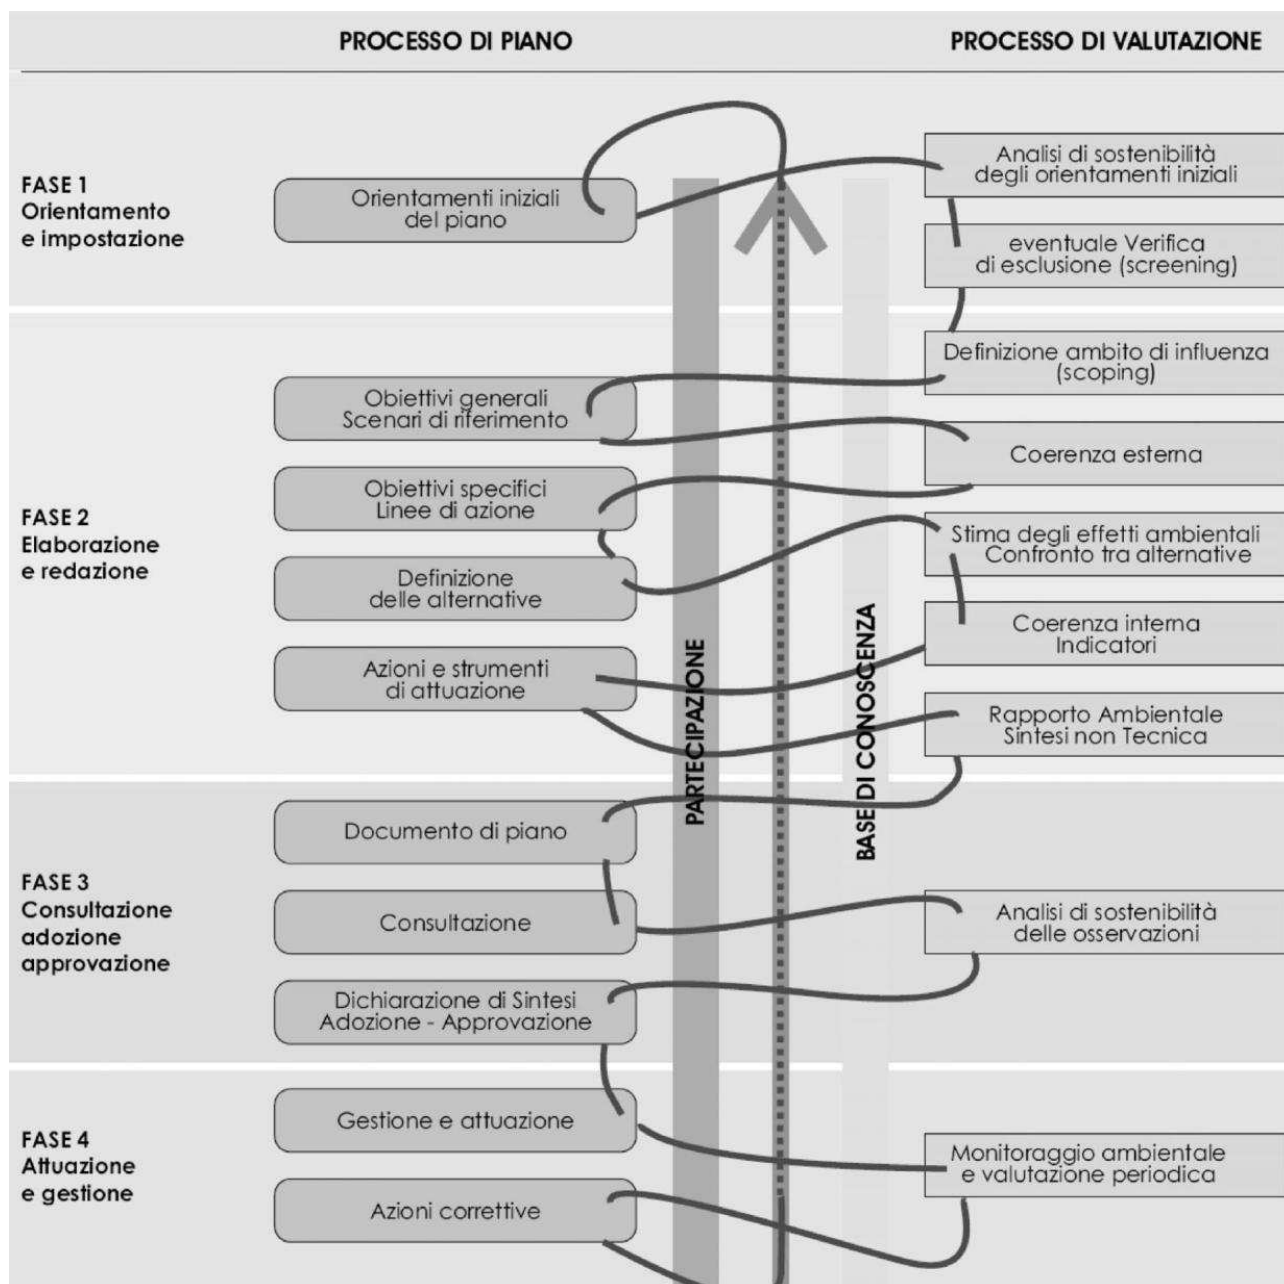 PROCESSO DI PIANO
PROCESSO DI VALUTAZIONE
FASE 1
Orientamento
e impostazione
Orientamenti iniziali
del piano
Analisi di sostenibilità
degli orientamenti iniziali
eventuale Verifica
di esclusione (screening)
FASE 2
Elaborazione
e redazione
Definizione ambito di influenza
(scoping)
Obiettivi generali
Scenari di riferimento
Coerenza esterna
Obiettivi specifici
Linee di azione
Stima degli effetti ambientali
Confronto tra alternative
Definizione
delle alternative
Coerenza interna
Indicatori
Azioni e strumenti
di attuazione
Rapporto Ambientale
Sintesi non Tecnica
PARTECIPAZIONE
BASE DI CONOSCENZA
FASE 3
Consultazione
adozione
approvazione
Documento di piano
Consultazione
Analisi di sostenibilità
delle osservazioni
Dichiarazione di Sintesi
Adozione - Approvazione
FASE 4
Attuazione
e gestione
Gestione e attuazione
Monitoraggio ambientale
e valutazione periodica
Azioni correttive